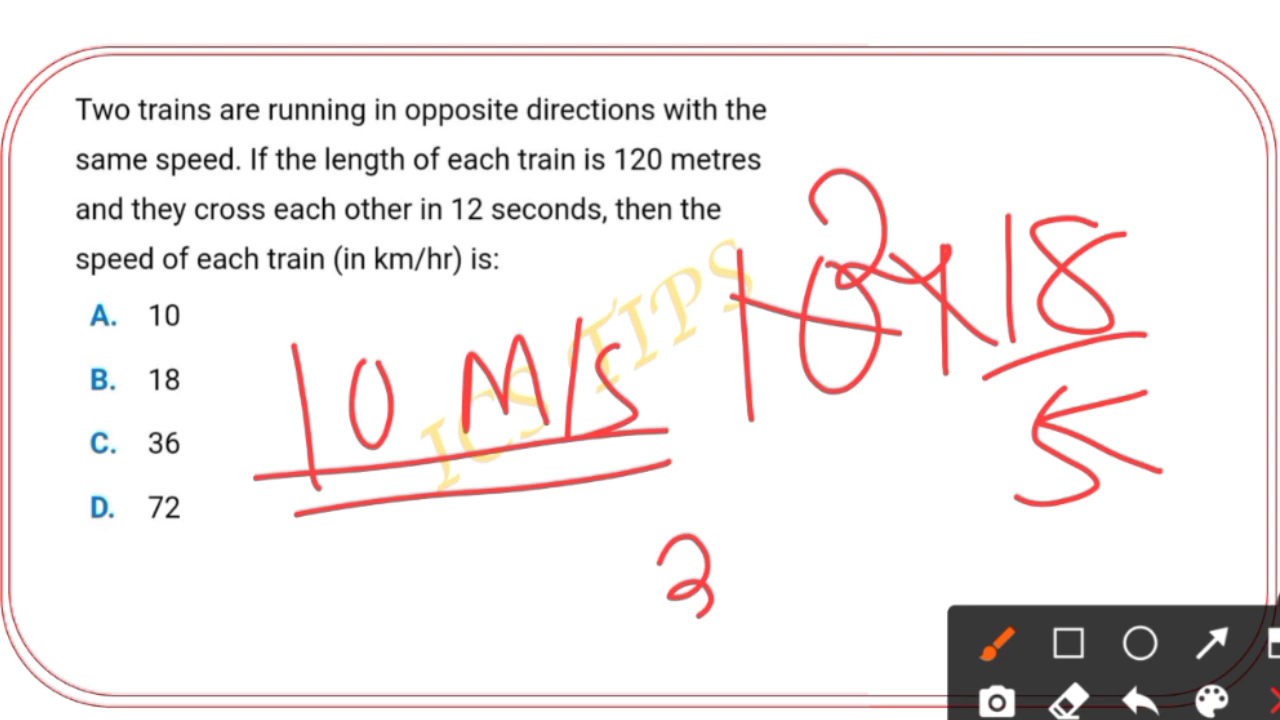 Two trains are running in opposite directions with the
same speed. If the length of each train is 120 metres
and they cross each other in 12 seconds, then the
speed of each train (in km/hr) is:
A. 10
B. 18
C. 36
D. 72
ICS TIPS
10 M/S
2
10 × 18
5
3